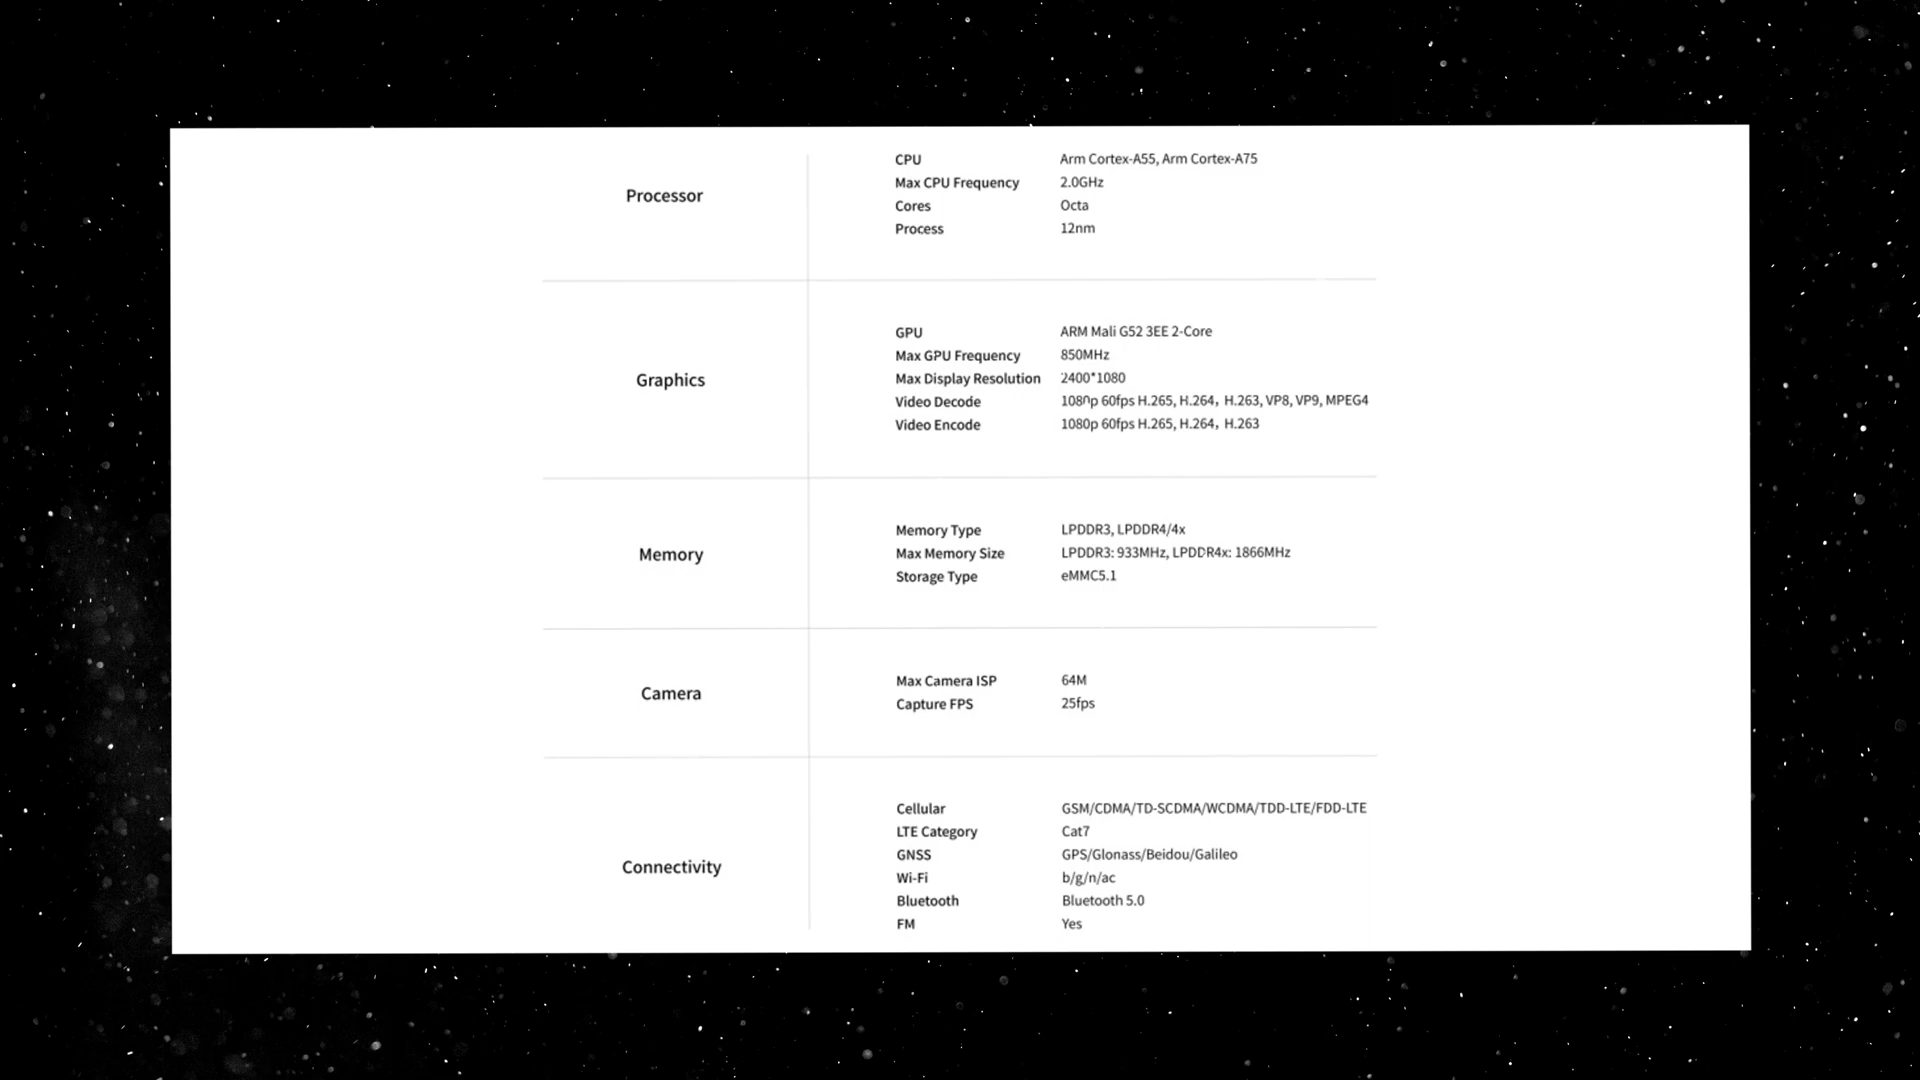 Processor
CPU Arm Cortex-A55, Arm Cortex-A75
Max CPU Frequency 2.0GHz
Cores Octa
Process 12nm
Graphics
GPU ARM Mali G52 3EE 2-Core
Max GPU Frequency 850MHz
Max Display Resolution 2400*1080
Video Decode 1080p 60fps H.265, H.264, H.263, VP8, VP9, MPEG4
Video Encode 1080p 60fps H.265, H.264, H.263
Memory
Memory Type LPDDR3, LPDDR4/4x
Max Memory Size LPDDR3: 933MHz, LPDDR4x: 1866MHz
Storage Type eMMC5.1
Camera
Max Camera ISP 64M
Capture FPS 25fps
Connectivity
Cellular GSM/CDMA/TD-SCDMA/WCDMA/TDD-LTE/FDD-LTE
LTE Category Cat7
GNSS GPS/Glonass/Beidou/Galileo
Wi-Fi b/g/n/ac
Bluetooth Bluetooth 5.0
FM Yes